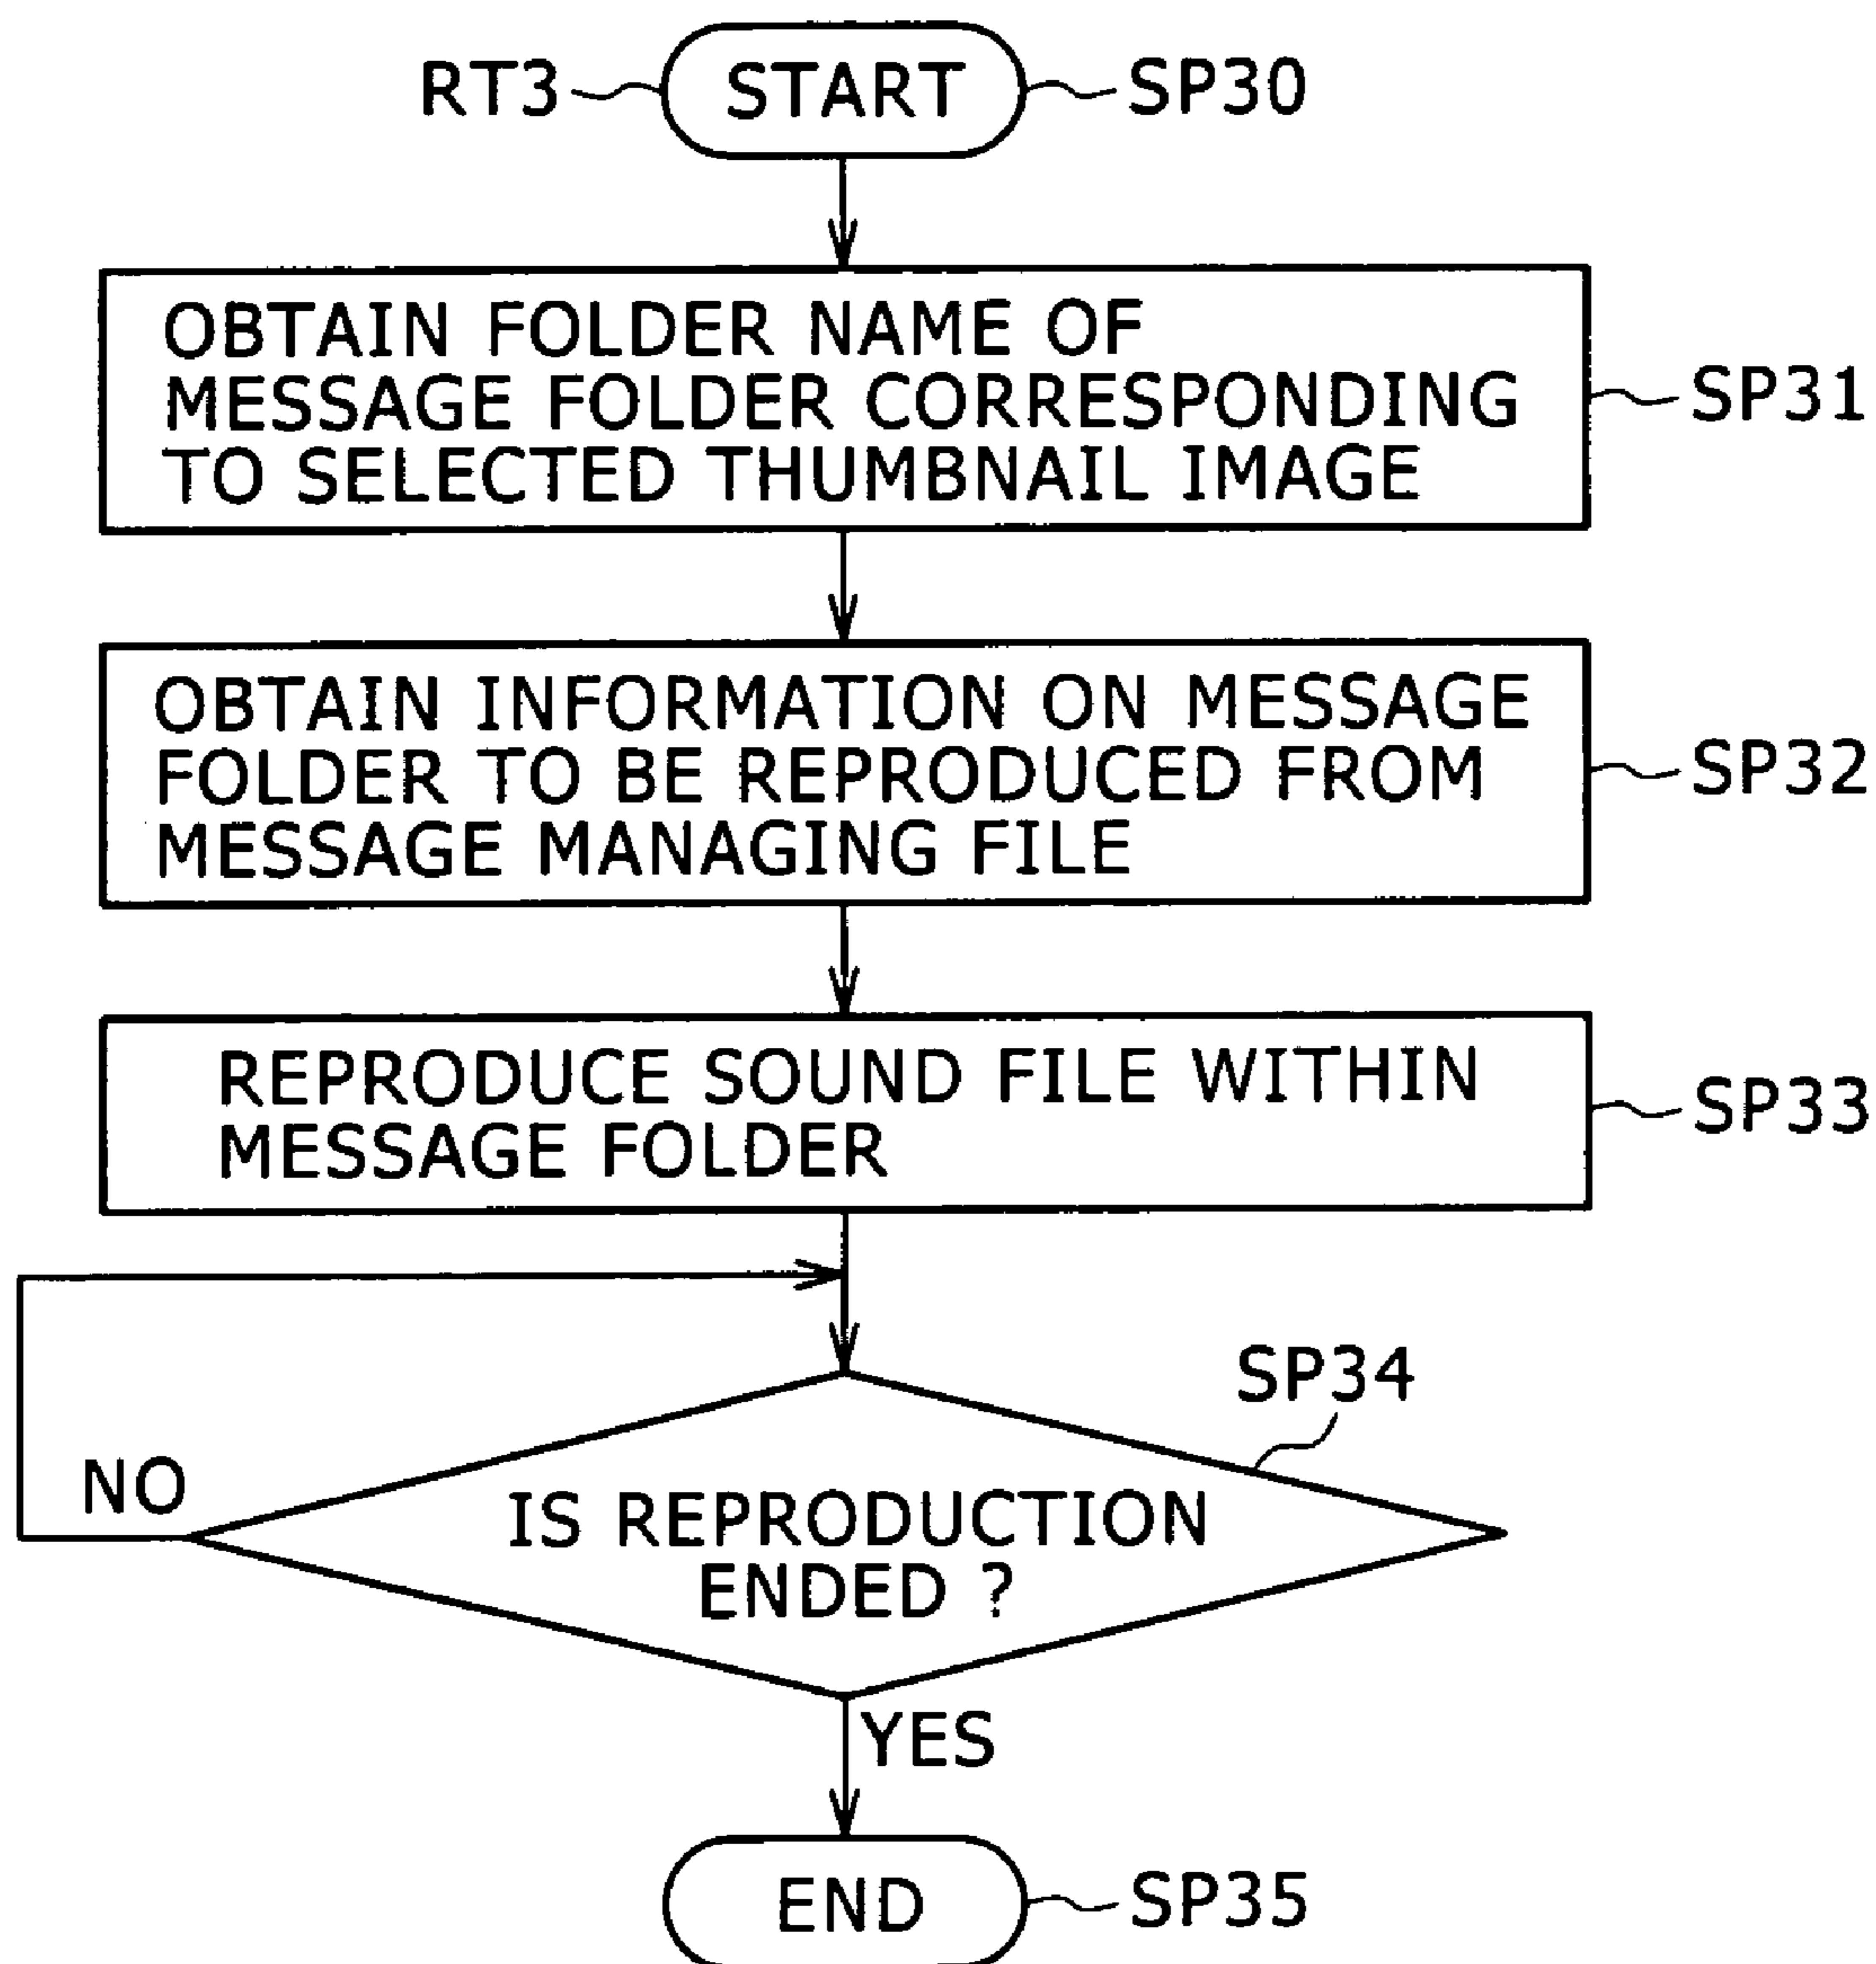 RT3 START SP30
OBTAIN FOLDER NAME OF
MESSAGE FOLDER CORRESPONDING
TO SELECTED THUMBNAIL IMAGE
SP31
OBTAIN INFORMATION ON MESSAGE
FOLDER TO BE REPRODUCED FROM
MESSAGE MANAGING FILE
SP32
REPRODUCE SOUND FILE WITHIN
MESSAGE FOLDER
SP33
SP34
NO
IS REPRODUCTION
ENDED ?
YES
END SP35